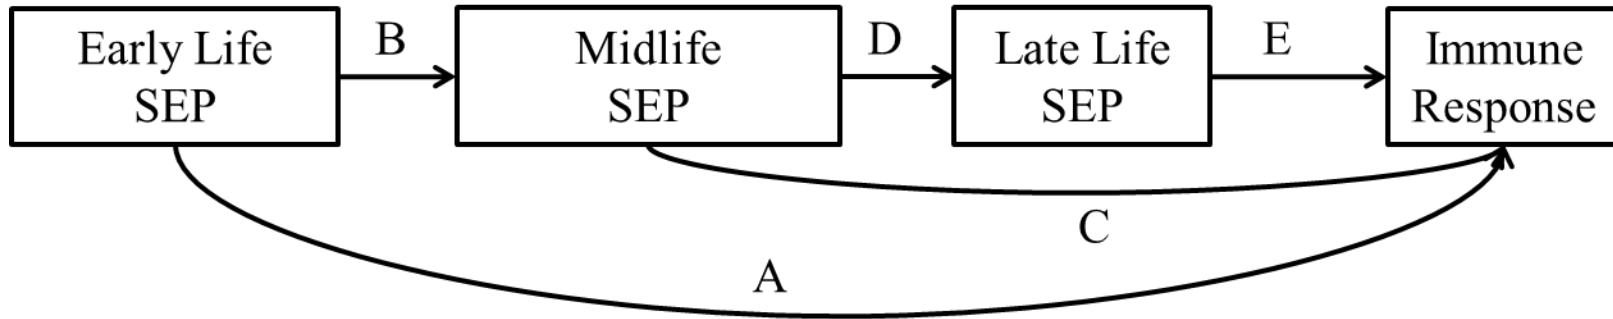 Early Life
SEP
B
Midlife
SEP
D
Late Life
SEP
E
Immune
Response
C
A